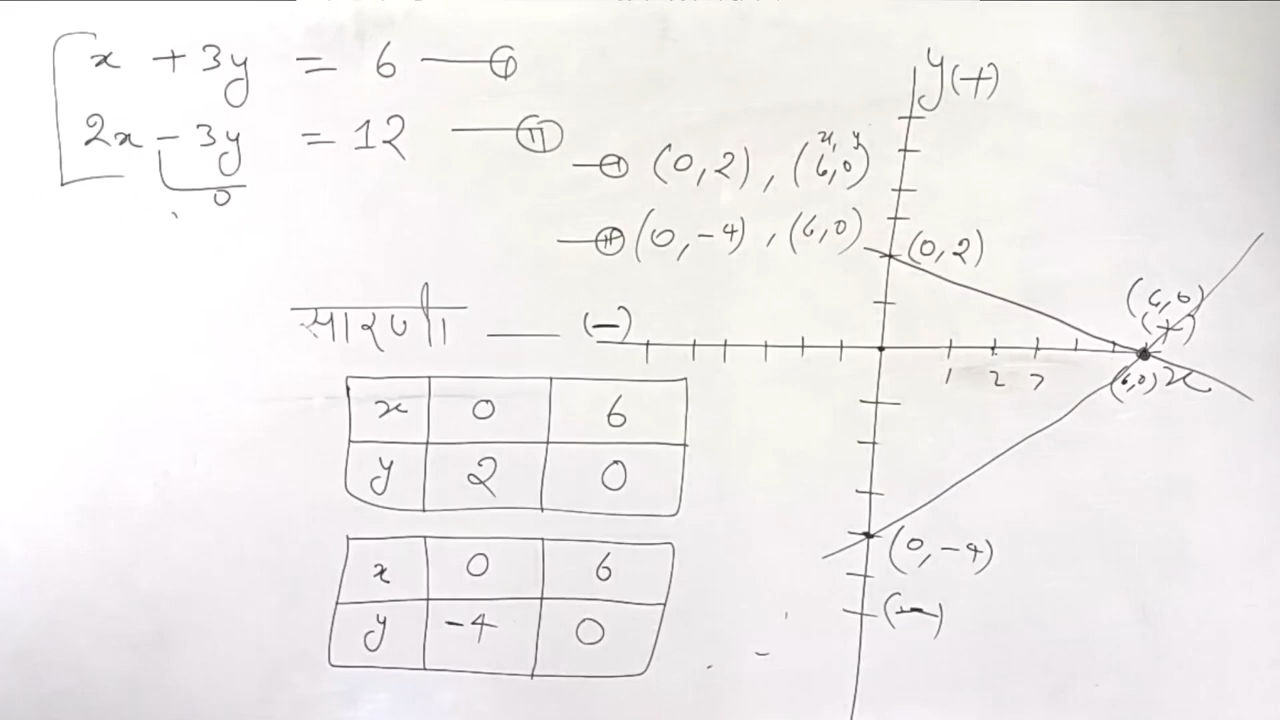 x + 3y = 6 — (I)
2x - 3y = 12 — (II)
0
x, y
— (I) (0, 2), (6, 0)
— (II) (0, -4), (6, 0)
सारणी —
x 0 6
y 2 0
x 0 6
y -4 0
y(+)
(0, 2)
(6, 0)
(+)
(-)
1 2 3
(6,0) x
(0, -4)
(-)